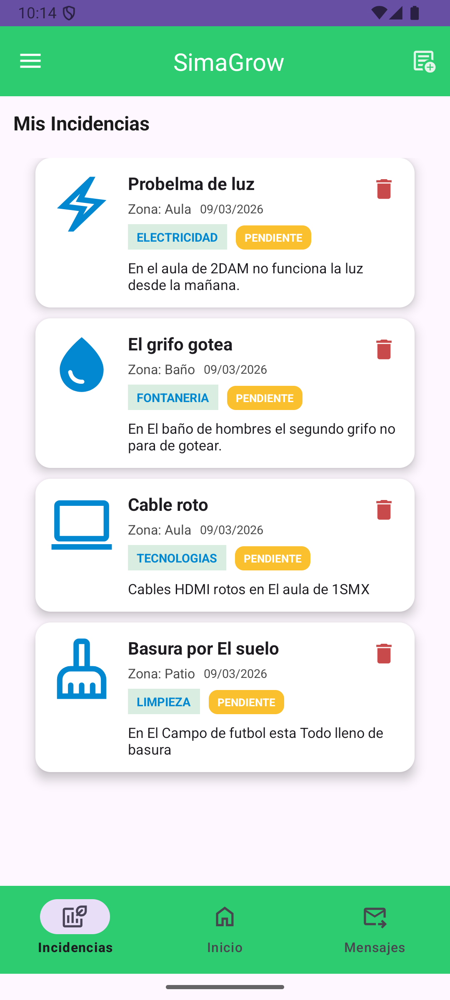 10:14
SimaGrow
Mis Incidencias
Probelma de luz
Zona: Aula 09/03/2026
ELECTRICIDAD PENDIENTE
En el aula de 2DAM no funciona la luz
desde la mañana.
El grifo gotea
Zona: Baño 09/03/2026
FONTANERIA PENDIENTE
En El baño de hombres el segundo grifo no
para de gotear.
Cable roto
Zona: Aula 09/03/2026
TECNOLOGIAS PENDIENTE
Cables HDMI rotos en El aula de 1SMX
Basura por El suelo
Zona: Patio 09/03/2026
LIMPIEZA PENDIENTE
En El Campo de futbol esta Todo lleno de
basura
Incidencias Inicio Mensajes